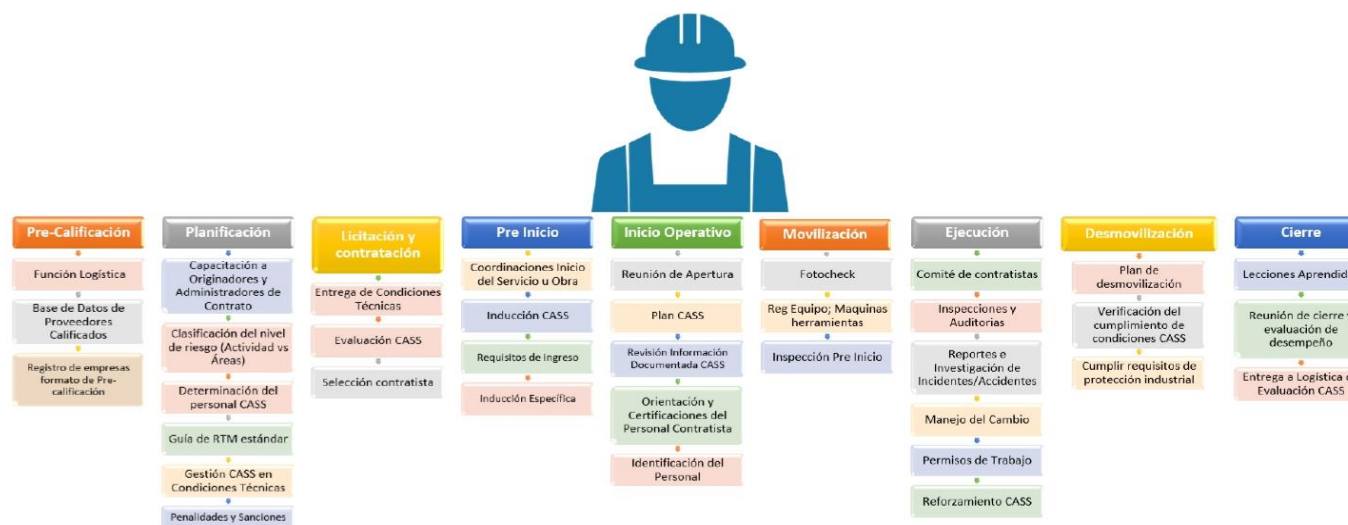 Pre-Calificación
Función Logística
Base de Datos de
Proveedores
Calificados
Registro de empresas
formato de Pre-
calificación
Planificación
Capacitación a
Originadores y
Administradores de
Contrato
Clasificación del nivel
de riesgo (Actividad vs
Áreas)
Determinación del
personal CASS
Guía de RTM estándar
Gestión CASS en
Condiciones Técnicas
Penalidades y Sanciones
Licitación y
contratación
Entrega de Condiciones
Técnicas
Evaluación CASS
Selección contratista
Pre Inicio
Coordinaciones Inicio
del Servicio u Obra
Inducción CASS
Requisitos de ingreso
Inducción Específica
Inicio Operativo
Reunión de Apertura
Plan CASS
Revisión Información
Documentada CASS
Orientación y
Certificaciones del
Personal Contratista
Identificación del
Personal
Movilización
Fotocheck
Reg Equipo; Maquinas
herramientas
Inspección Pre Inicio
Ejecución
Comité de contratistas
Inspecciones y
Auditorias
Reportes e
Investigación de
Incidentes/Accidentes
Manejo del Cambio
Permisos de Trabajo
Reforzamiento CASS
Desmovilización
Plan de
desmovilización
Verificación del
cumplimiento de
condiciones CASS
Cumplir requisitos de
protección industrial
Cierre
Lecciones Aprendid
Reunión de cierre y
evaluación de
desempeño
Entrega a Logística
Evaluación CASS